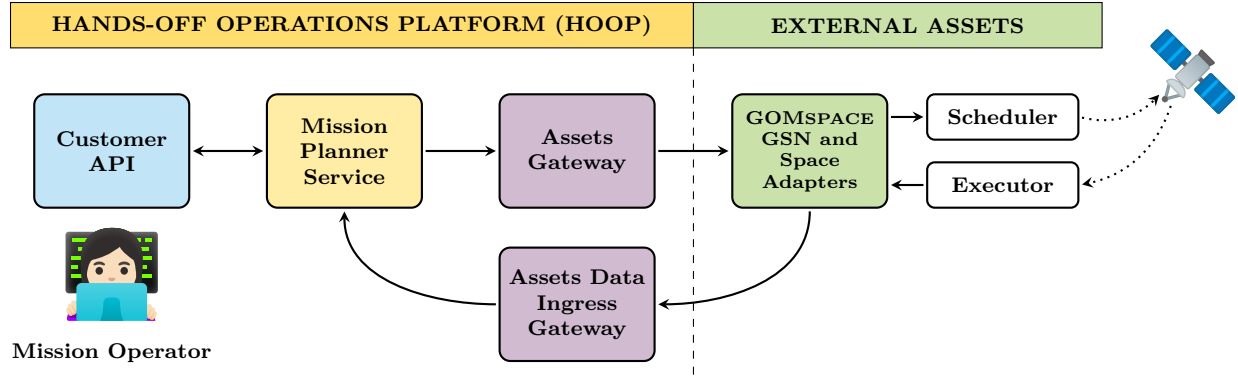 HANDS-OFF OPERATIONS PLATFORM (HOOP)
EXTERNAL ASSETS
Customer
API
Mission
Planner
Service
Assets
Gateway
GOMSPACE
GSN and
Space
Adapters
Scheduler
Executor
Assets Data
Ingress
Gateway
Mission Operator